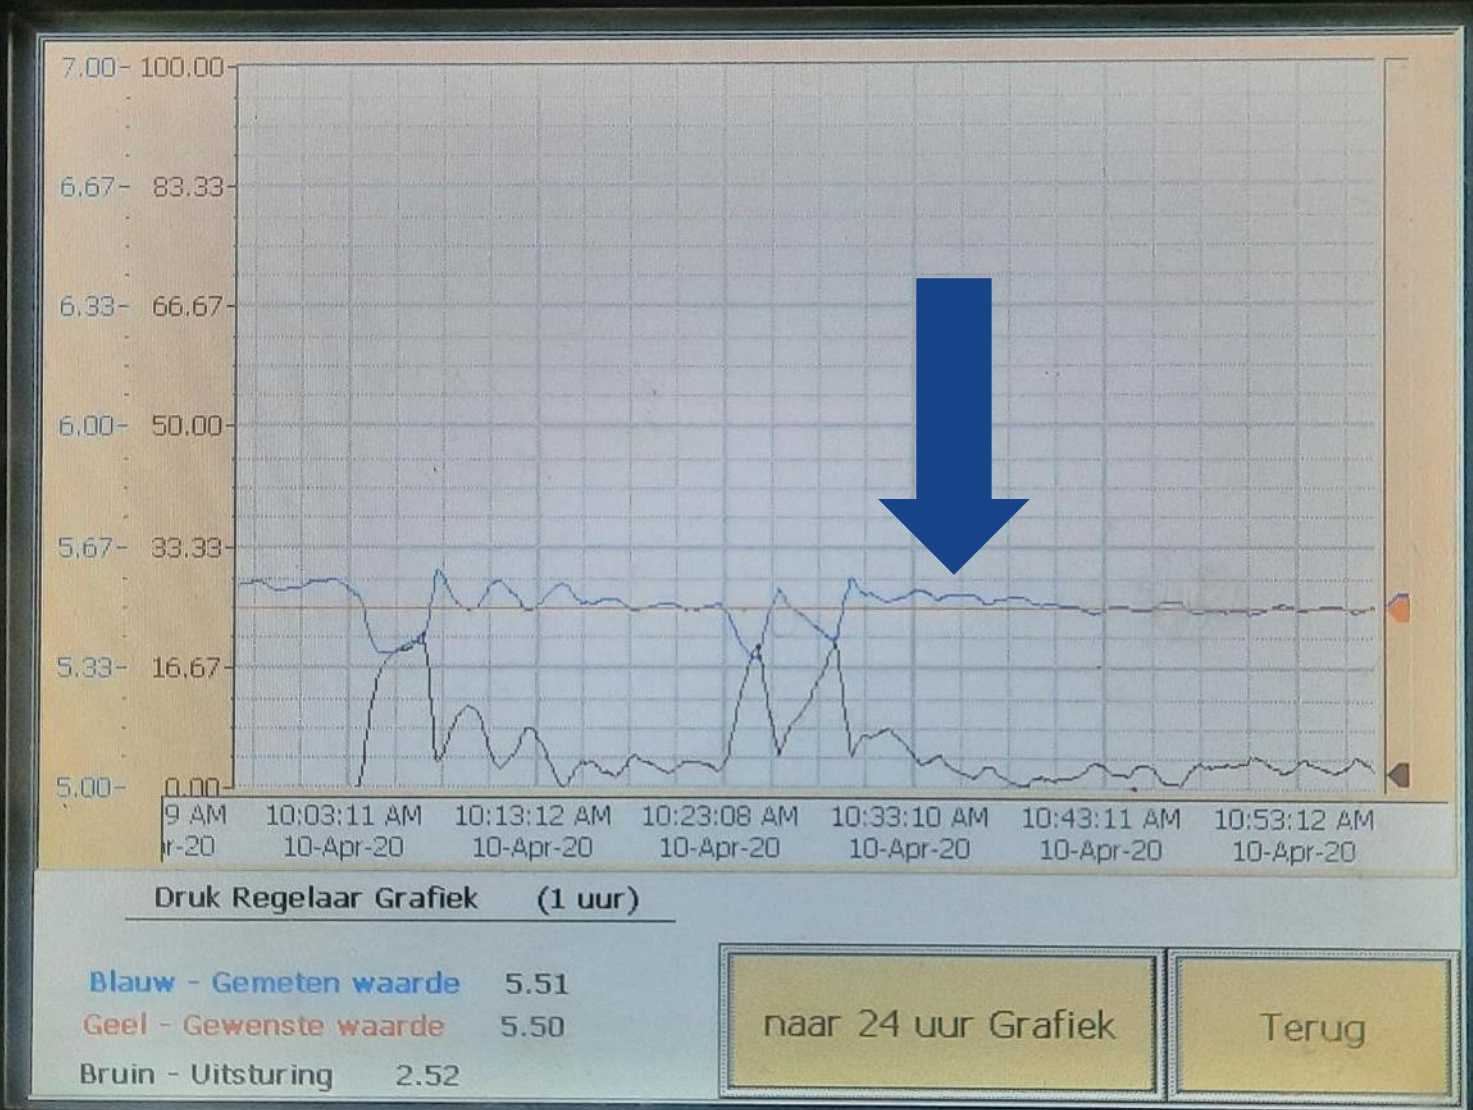 7.00- 100.00-
6.67- 83.33-
6.33- 66.67-
6.00- 50.00-
5.67- 33.33-
5.33- 16.67-
5.00- 0.00-
9 AM 10:03:11 AM 10:13:12 AM 10:23:08 AM 10:33:10 AM 10:43:11 AM 10:53:12 AM
r-20 10-Apr-20 10-Apr-20 10-Apr-20 10-Apr-20 10-Apr-20 10-Apr-20
Druk Regelaar Grafiek (1 uur)
Blauw - Gemeten waarde 5.51
Geel - Gewenste waarde 5.50
Bruin - Uitsturing 2.52
naar 24 uur Grafiek
Terug